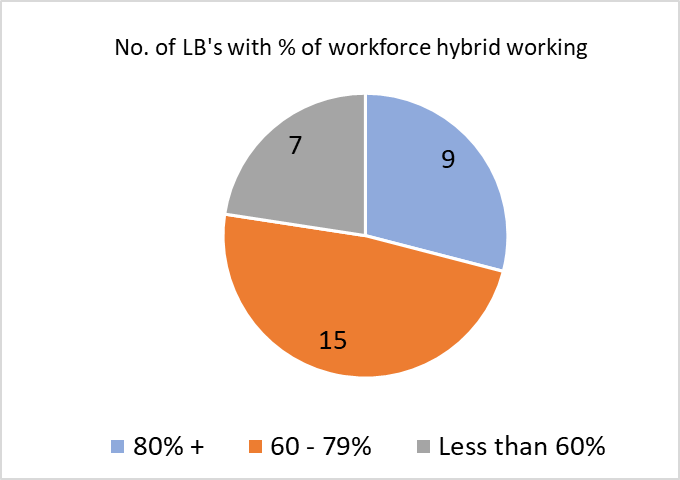 No. of LB's with % of workforce hybrid working
7
9
15
80% +
60 - 79%
Less than 60%